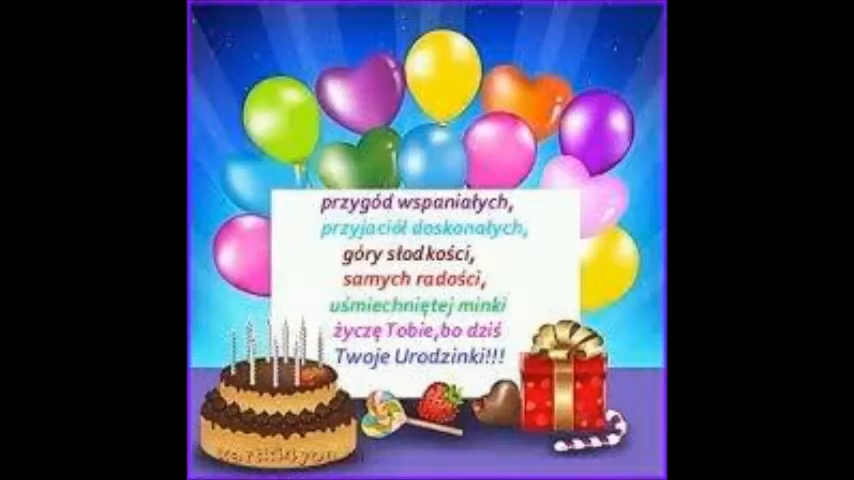 przygód wspaniałych,
przyjaciół doskonałych,
góry słodkości,
samych radości,
uśmiechniętej minki
życzę Tobie,bo dziś
Twoje Urodzinki!!!